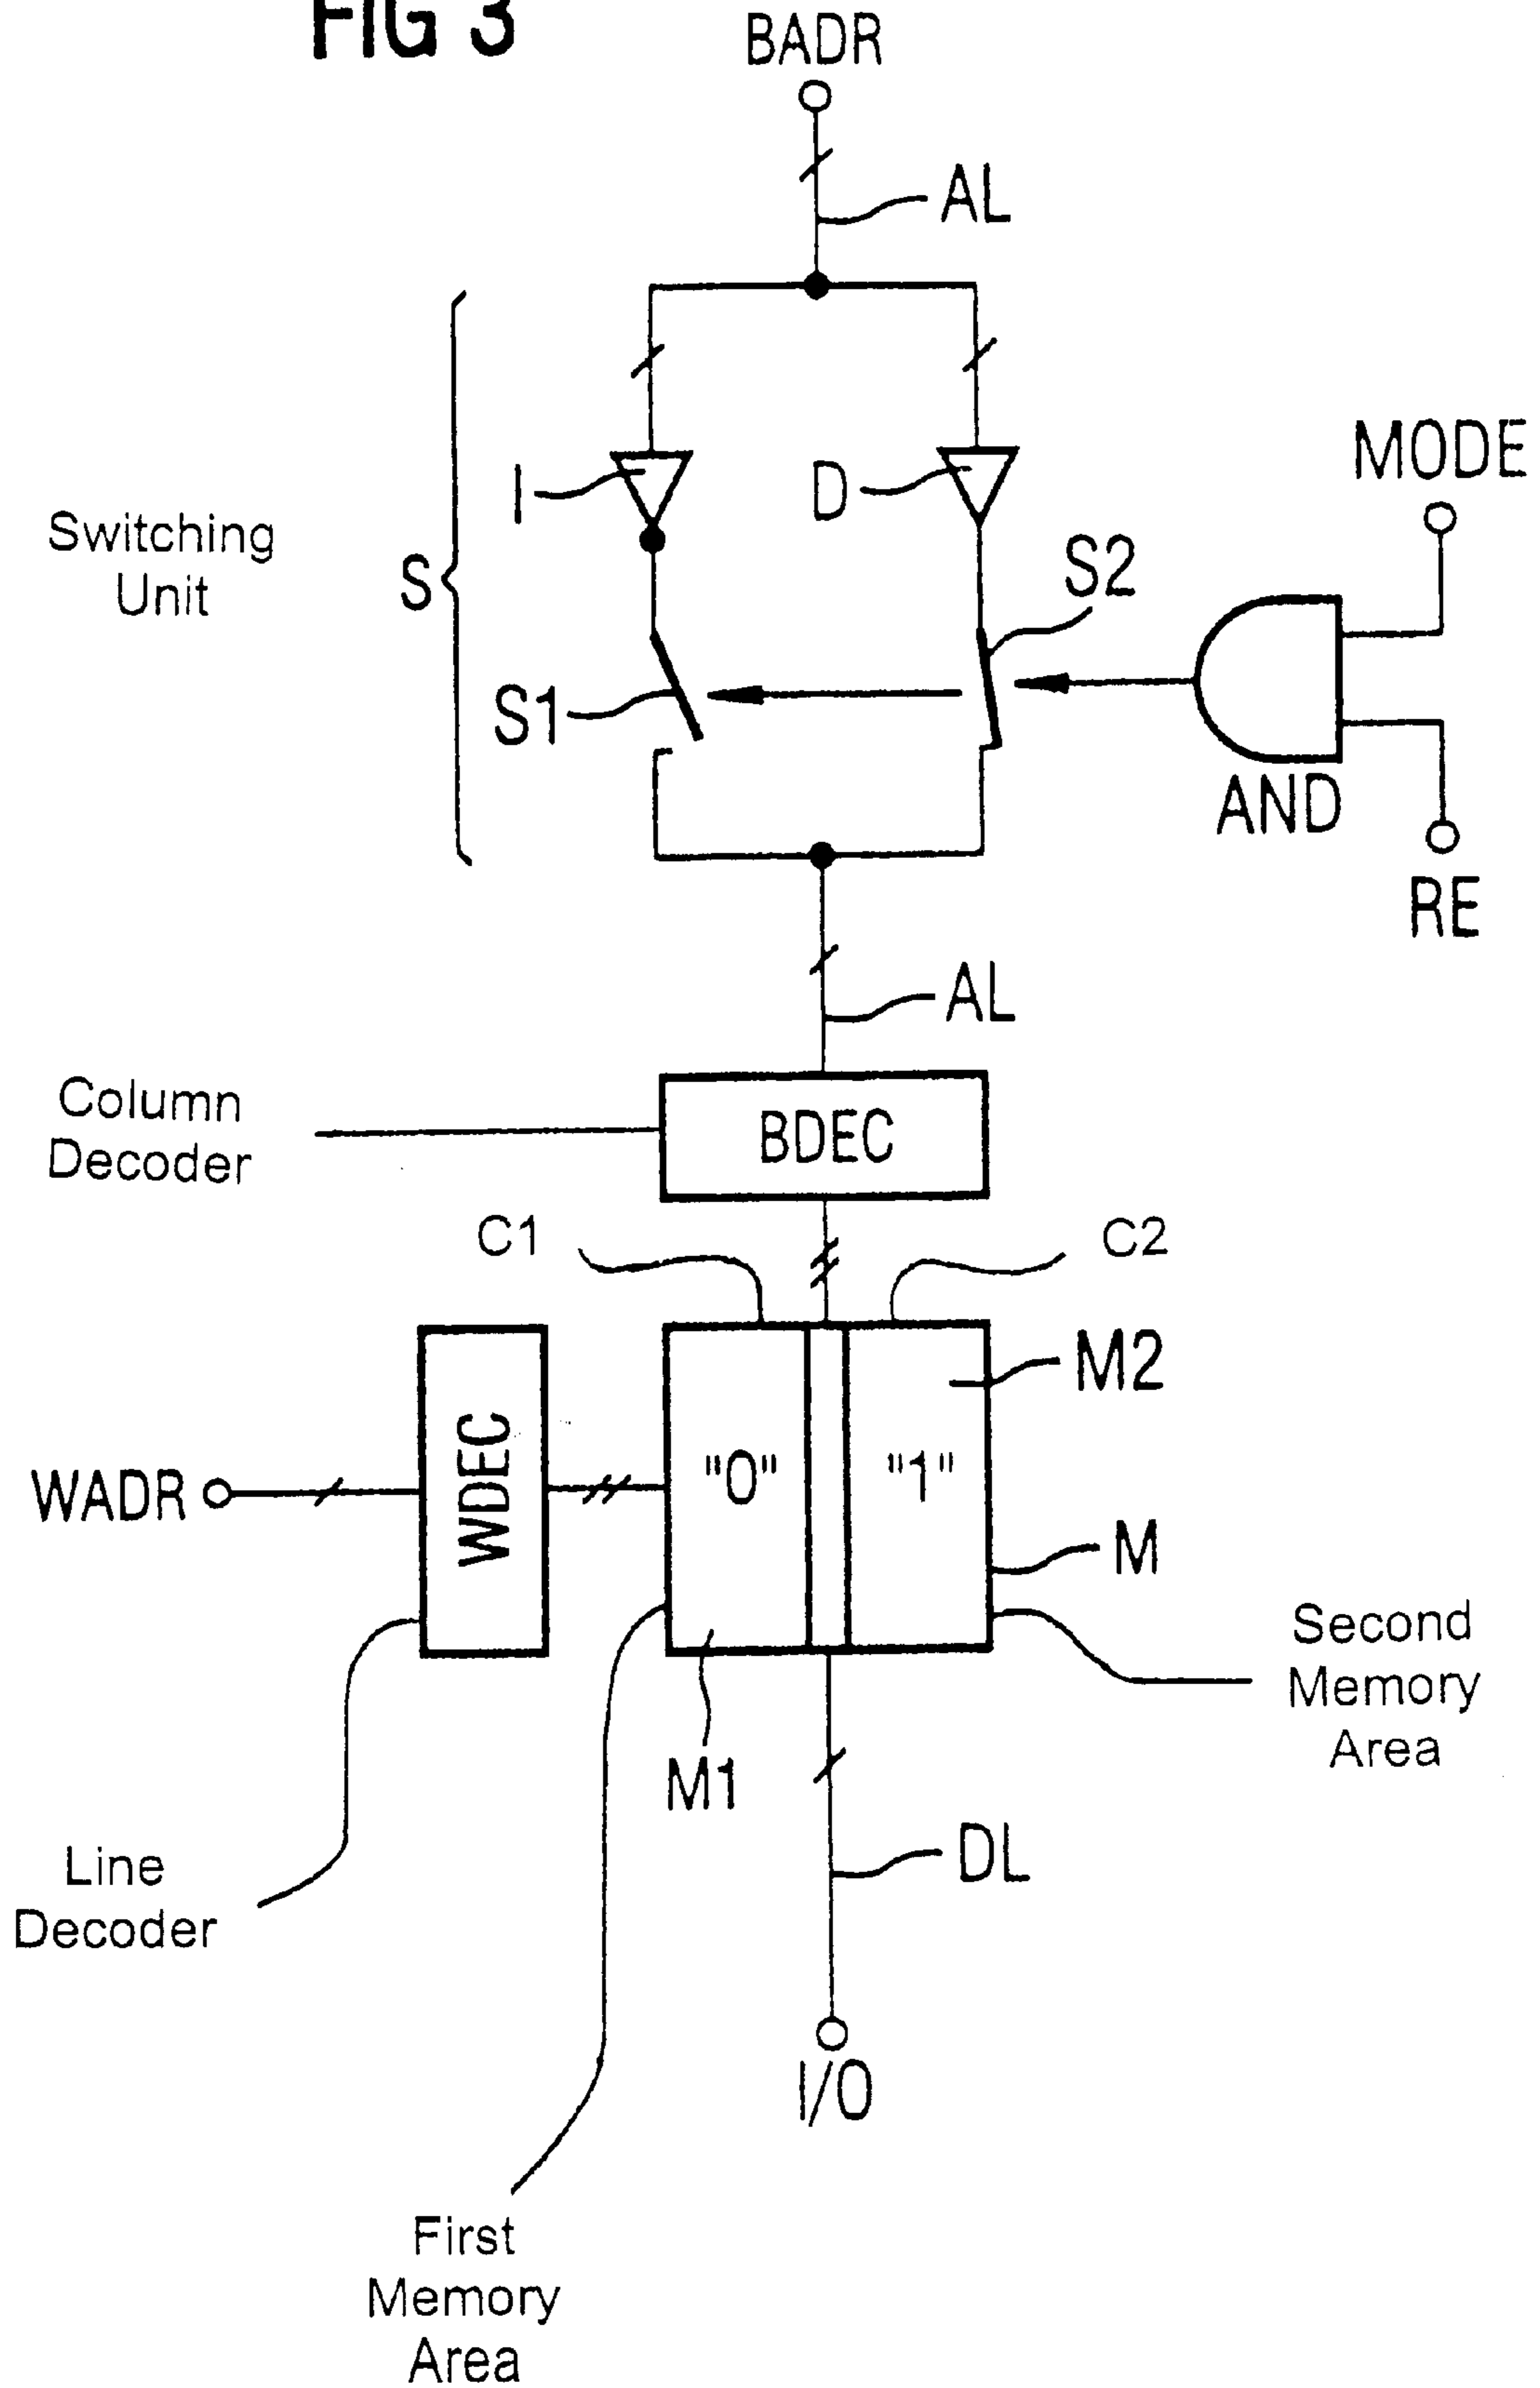 FIG 3
BADR
AL
I
D
MODE
Switching
Unit
S
S2
S1
AND
RE
AL
Column
Decoder
BDEC
C1
C2
M2
WADR
WDEC
"0"
"1"
M
Second
Memory
Area
M1
DL
Line
Decoder
I/O
First
Memory
Area